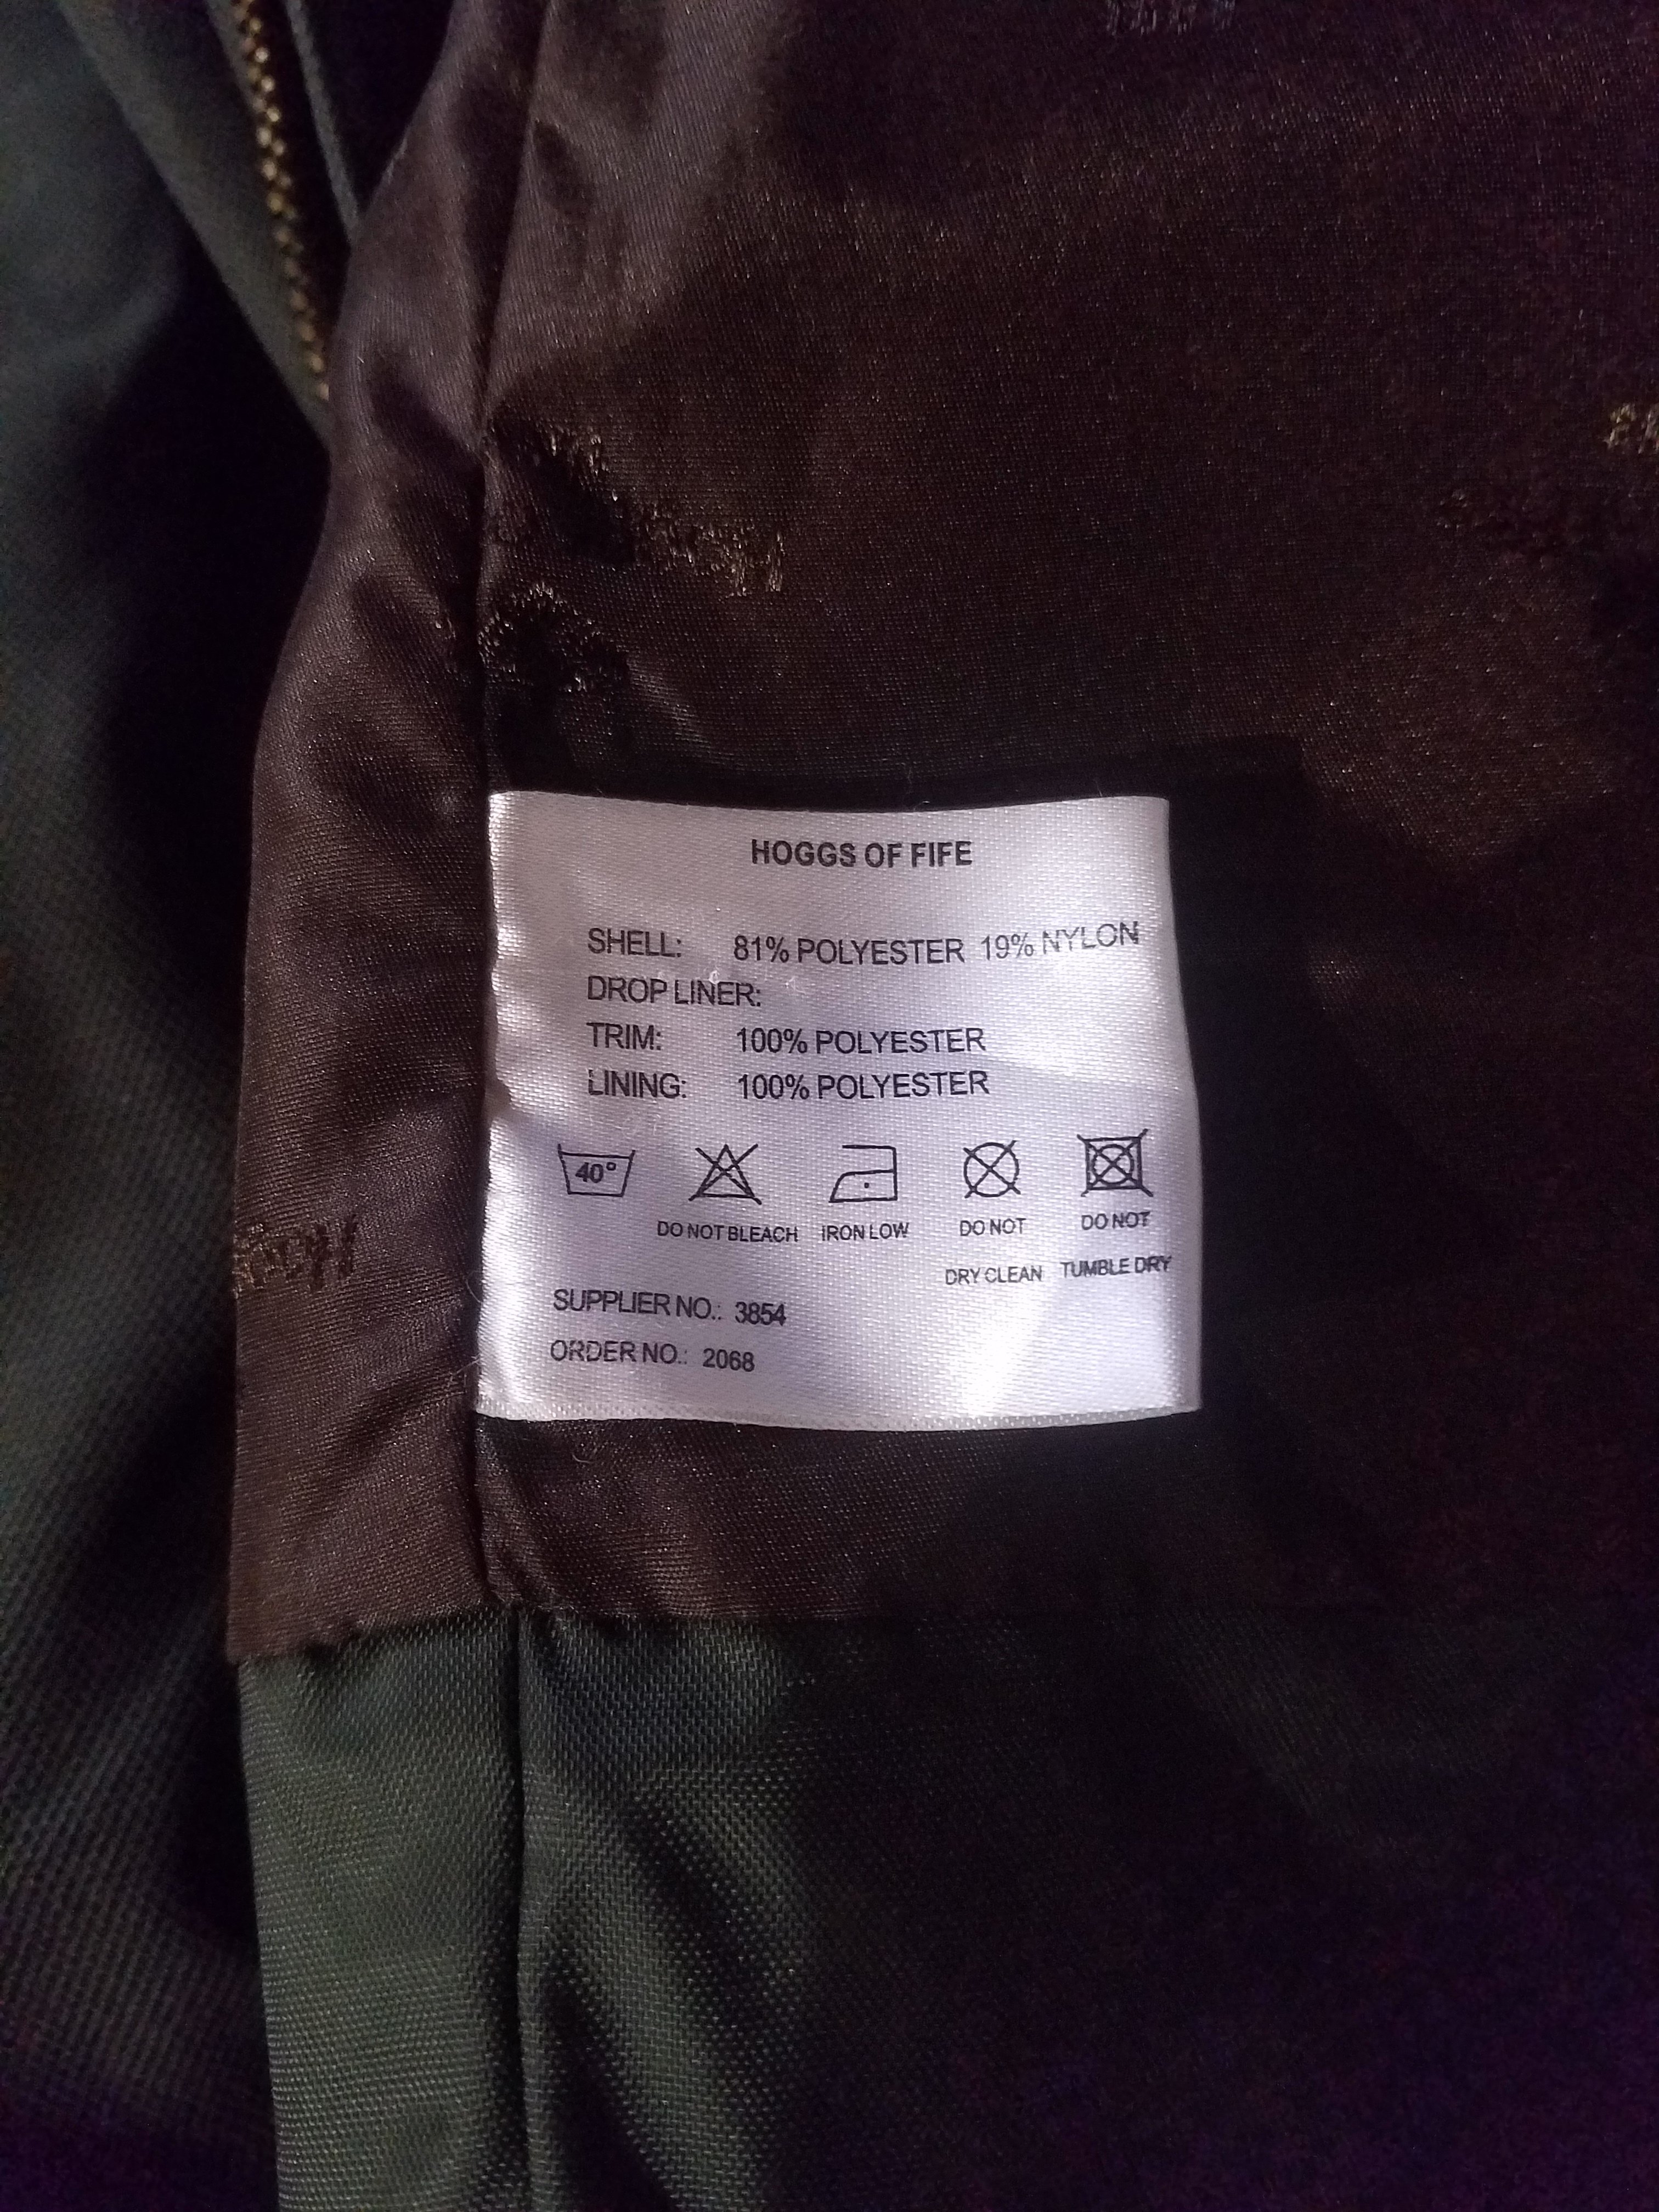 HOGGS OF FIFE
SHELL: 81% POLYESTER 19% NYLON
DROP LINER:
TRIM: 100% POLYESTER
LINING: 100% POLYESTER
40°
DO NOT BLEACH IRON LOW DO NOT DO NOT
DRY CLEAN TUMBLE DRY
SUPPLIER NO.: 3854
ORDER NO.: 2068